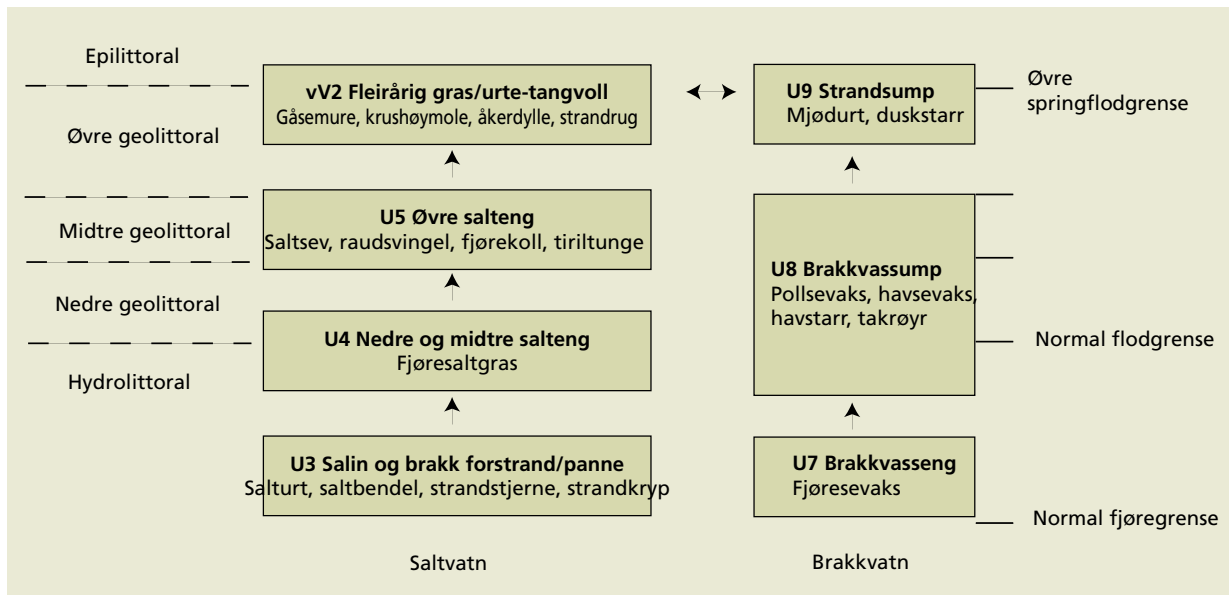 Epilittoral
Øvre geolittoral
Midtre geolittoral
Nedre geolittoral
Hydrolittoral
vV2 Fleirårig gras/urte-tangvoll
Gåsemure, krushøymole, åkerdylle, strandrug
U5 Øvre salteng
Saltsev, raudsvingel, fjørekoll, tiriltunge
U4 Nedre og midtre salteng
Fjøresaltgras
U3 Salin og brakk forstrand/panne
Salturt, saltbendel, strandstjerne, strandkryp
Saltvatn
U9 Strandsump
Mjødurt, duskstarr
U8 Brakkvassump
Pollsevaks, havsevaks,
havstarr, takrøyr
U7 Brakkvasseng
Fjøresevaks
Brakkvatn
Øvre
springflodgrense
Normal flodgrense
Normal fjøregrense